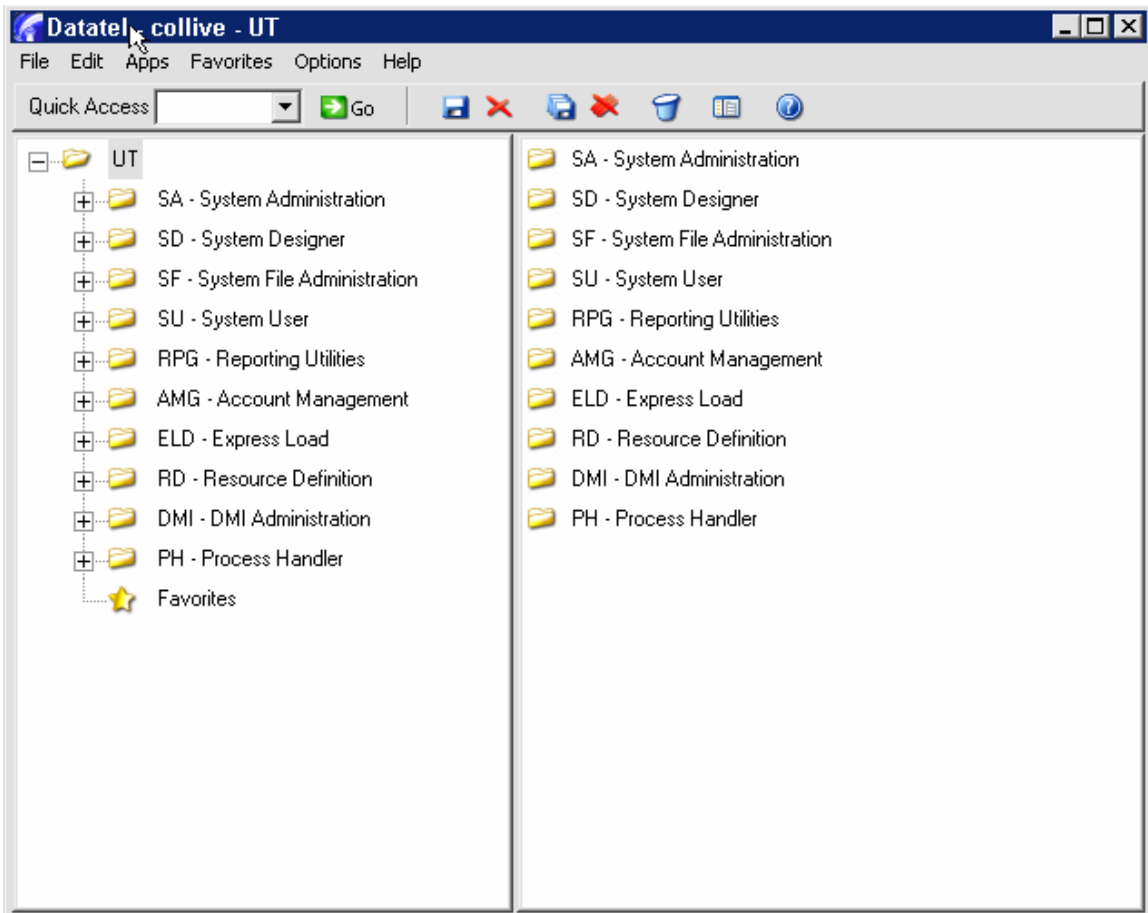 Datatel - collive - UT
File Edit Apps Favorites Options Help
Quick Access Go
UT
SA - System Administration
SD - System Designer
SF - System File Administration
SU - System User
RPG - Reporting Utilities
AMG - Account Management
ELD - Express Load
RD - Resource Definition
DMI - DMI Administration
PH - Process Handler
Favorites
SA - System Administration
SD - System Designer
SF - System File Administration
SU - System User
RPG - Reporting Utilities
AMG - Account Management
ELD - Express Load
RD - Resource Definition
DMI - DMI Administration
PH - Process Handler